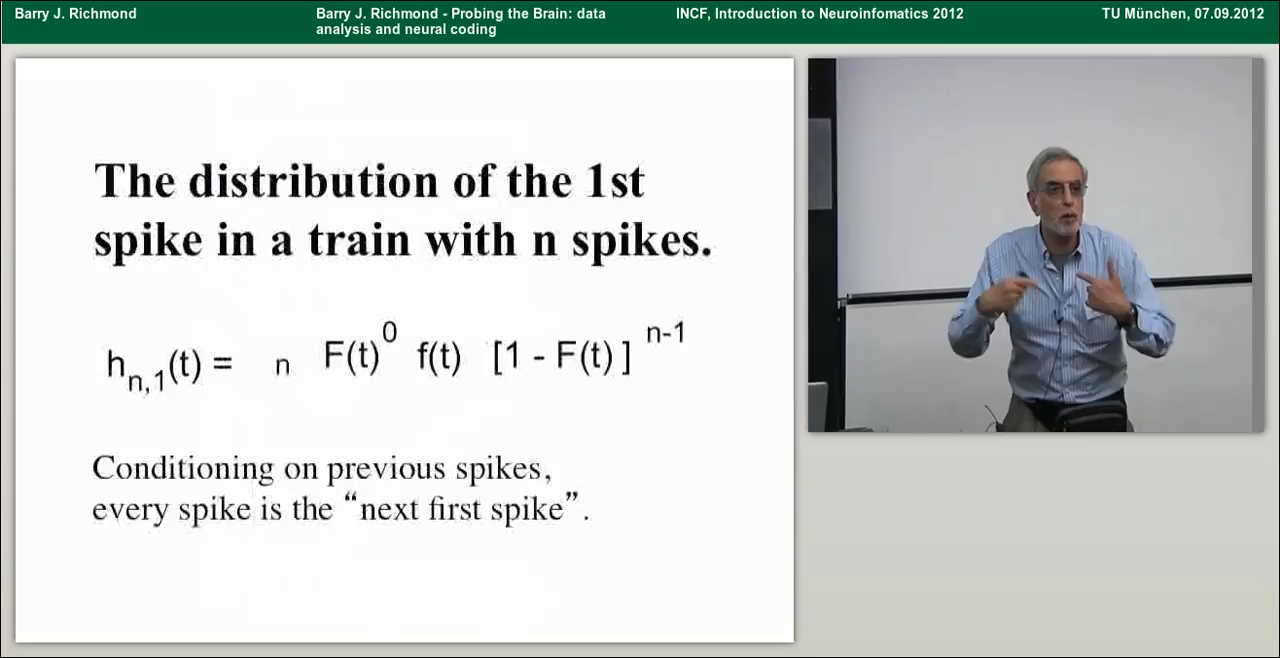 Barry J. Richmond
Barry J. Richmond - Probing the Brain: data
analysis and neural coding
INCF, Introduction to Neuroinfomatics 2012
TU München, 07.09.2012
The distribution of the 1st
spike in a train with n spikes.
h_{n,1}(t) = n F(t)^0 f(t) [1 - F(t)]^{n-1}
Conditioning on previous spikes,
every spike is the “next first spike”.